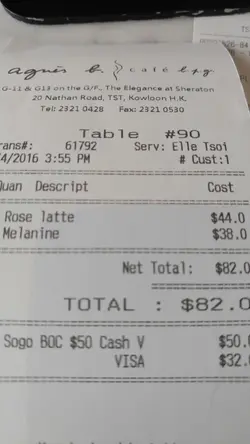 agnès b. café l.p.g.
G-11 & G13 on the G/F., The Elegance at Sheraton
20 Nathan Road, TST, Kowloon H.K.
Tel: 2321 0428 Fax: 2321 0530
Table #90
rans#: 61792 Serv: Elle Tsoi
/4/2016 3:55 PM # Cust:1
Quan Descript Cost
Rose latte $44.0
Melanine $38.0
Net Total: $82.0
TOTAL : $82.0
Sogo BOC $50 Cash V $50.
VISA $32.